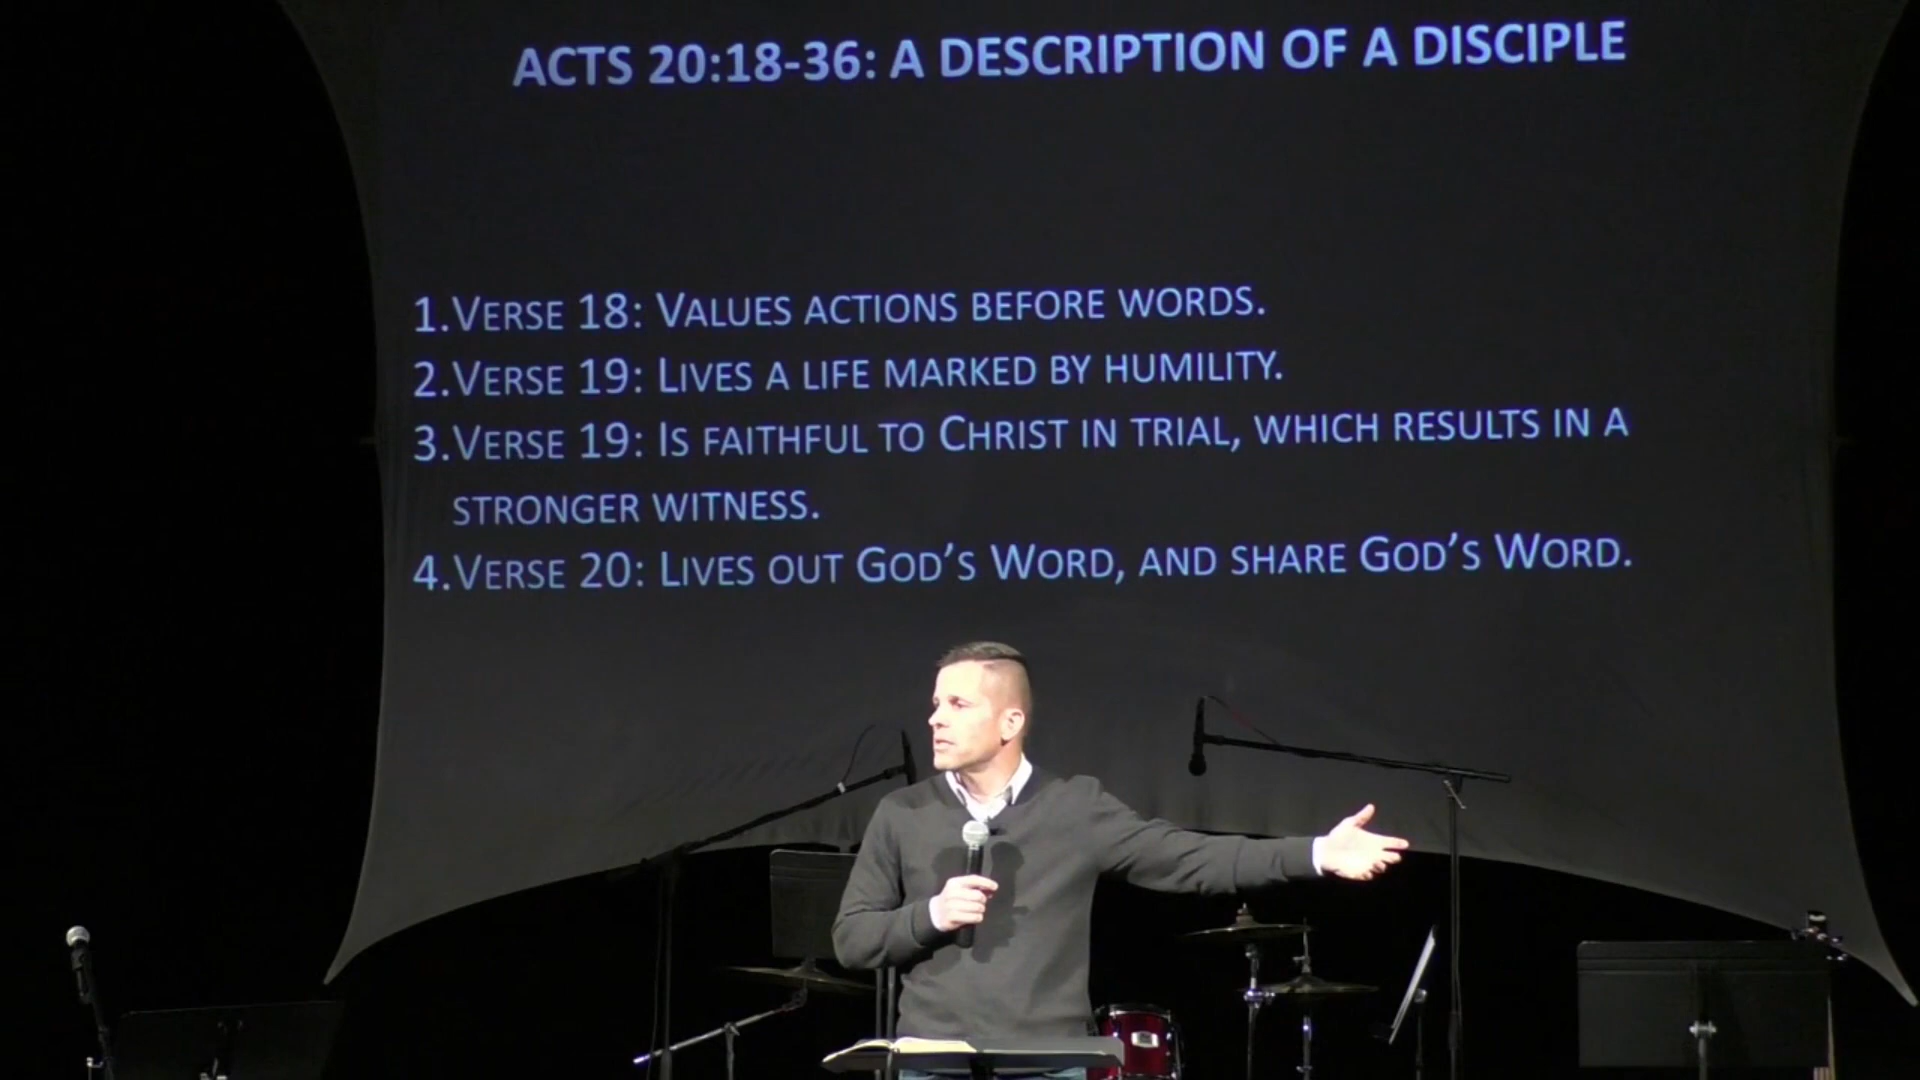 ACTS 20:18-36: A DESCRIPTION OF A DISCIPLE
1. VERSE 18: VALUES ACTIONS BEFORE WORDS.
2. VERSE 19: LIVES A LIFE MARKED BY HUMILITY.
3. VERSE 19: IS FAITHFUL TO CHRIST IN TRIAL, WHICH RESULTS IN A
STRONGER WITNESS.
4. VERSE 20: LIVES OUT GOD'S WORD, AND SHARE GOD'S WORD.